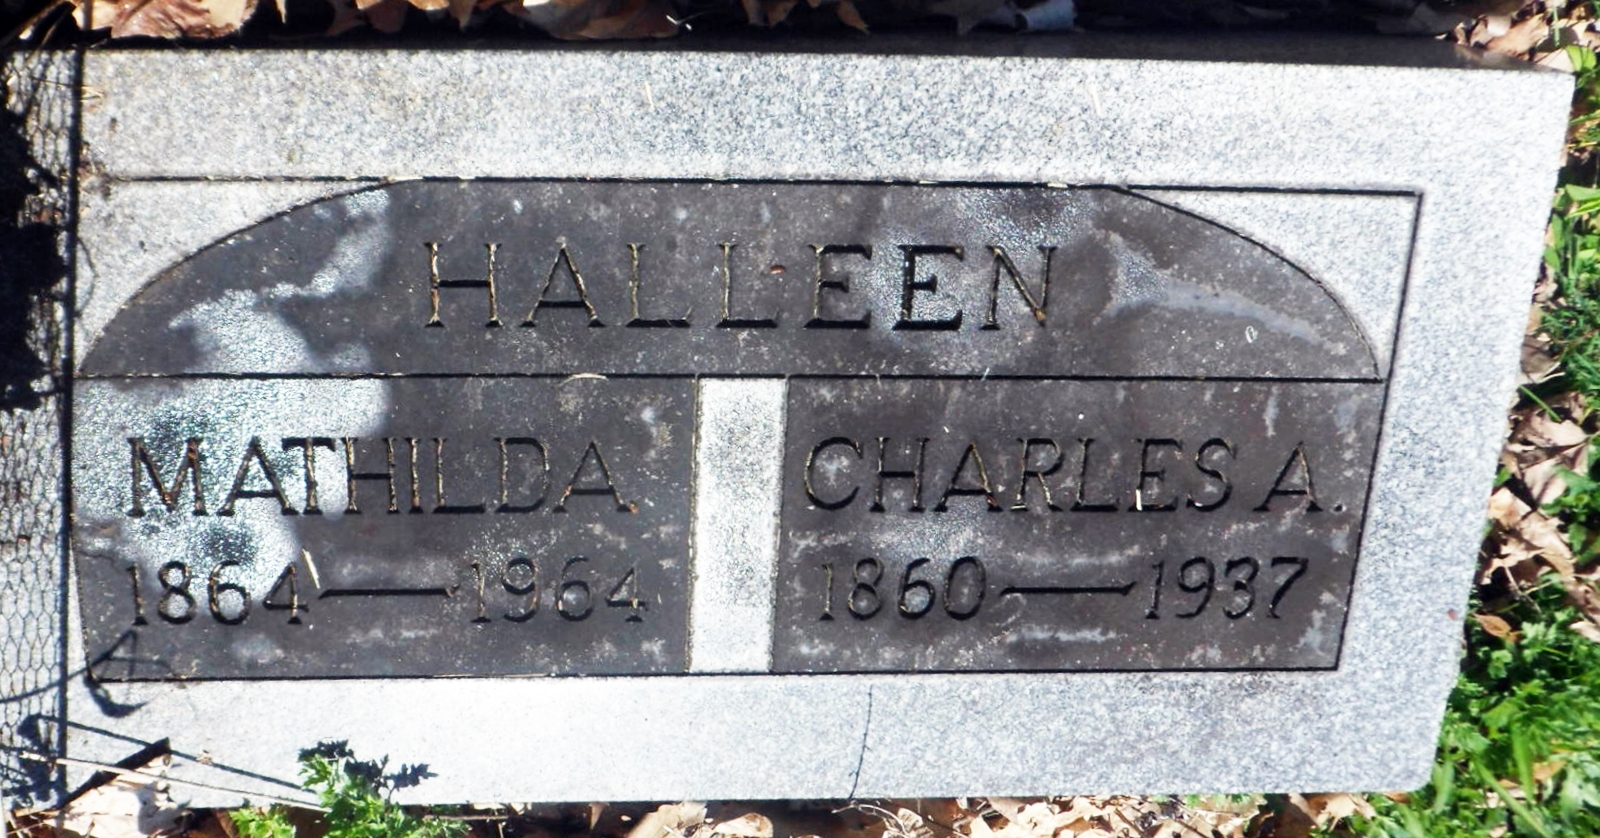 HALLEEN
MATHILDA
1864 — 1964
CHARLES A.
1860 — 1937